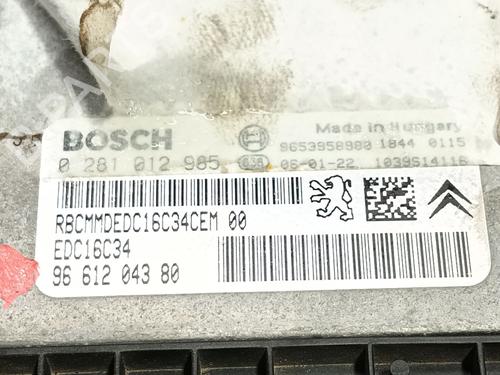 BOSCH
Made in Hungary
9653958980 1844 0115
0 281 012 985
06-01-22 1039S14116
RBCMMDEDC16C34CEM 00
EDC16C34
96 612 043 80